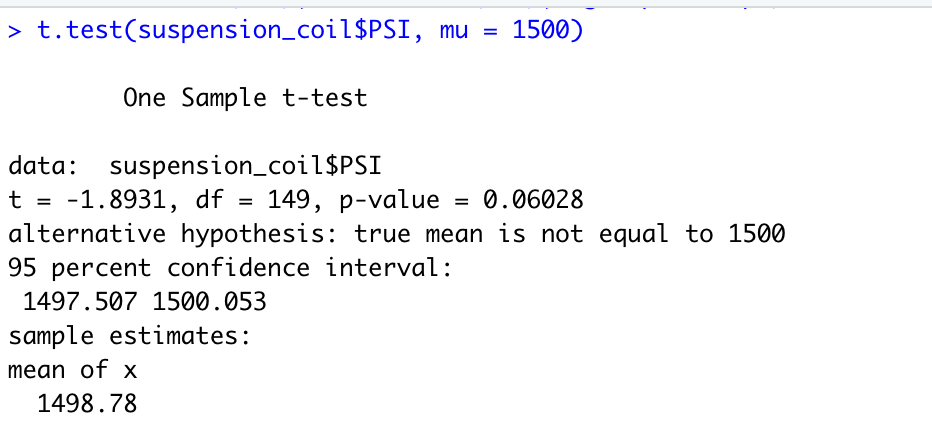 > t.test(suspension_coil$PSI, mu = 1500)
One Sample t-test
data:  suspension_coil$PSI
t = -1.8931, df = 149, p-value = 0.06028
alternative hypothesis: true mean is not equal to 1500
95 percent confidence interval:
 1497.507 1500.053
sample estimates:
mean of x
  1498.78